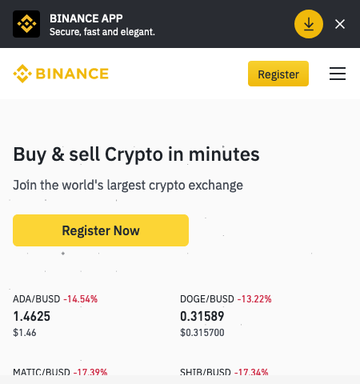 BINANCE APP
Secure, fast and elegant.
BINANCE
Register
Buy & sell Crypto in minutes
Join the world's largest crypto exchange
Register Now
ADA/BUSD -14.54%
DOGE/BUSD -13.22%
1.4625
0.31589
$1.46
$0.315700
MATIC/BUSD -17.39%
SHIB/BUSD -17.34%